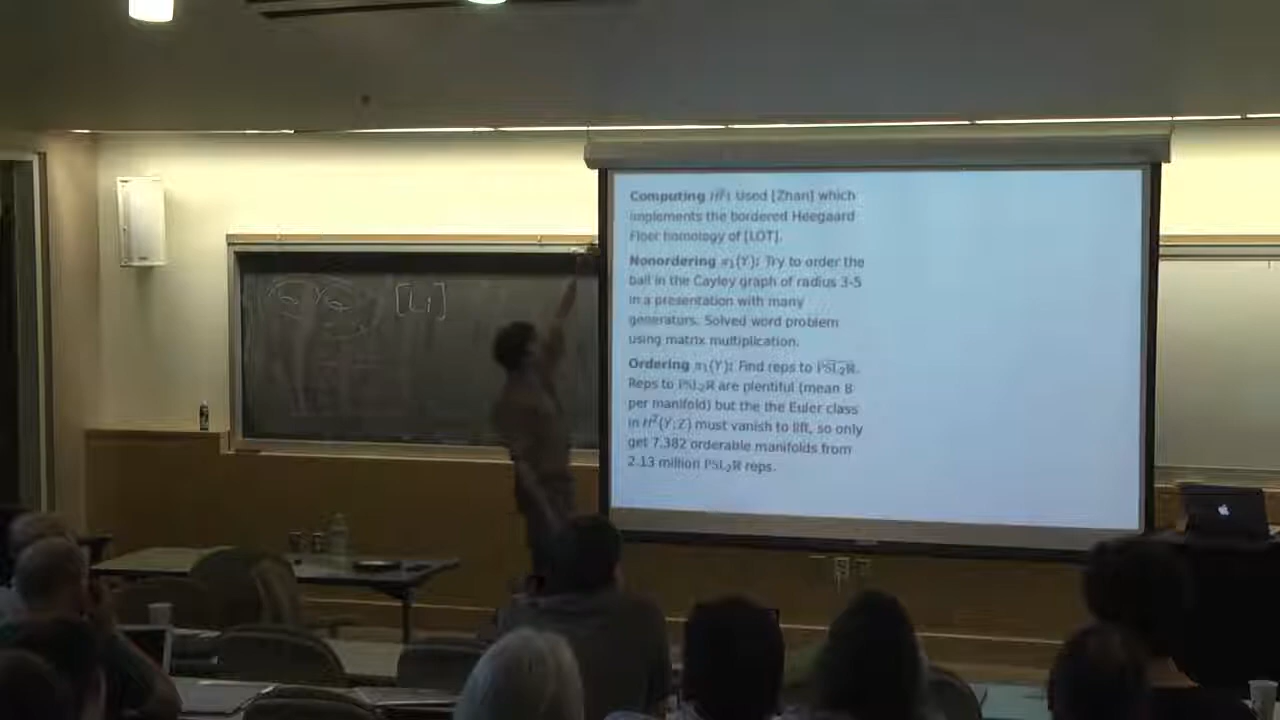 [Li]
Computing HF: Used [Zhan] which
implements the bordered Heegaard
Floer homology of [LOT].
Nonordering π₁(Y): Try to order the
ball in the Cayley graph of radius 3-5
in a presentation with many
generators. Solved word problem
using matrix multiplication.
Ordering π₁(Y): Find reps to PSL₂ℝ.
Reps to PSL₂ℝ are plentiful (mean 8
per manifold) but the the Euler class
in H²(Y;ℤ) must vanish to lift, so only
get 7,382 orderable manifolds from
2.13 million PSL₂ℝ reps.